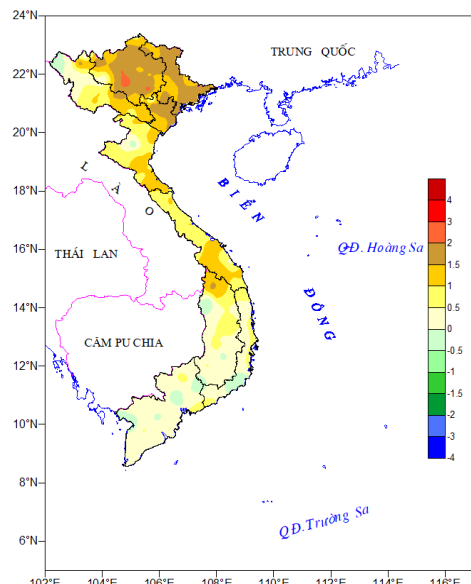 24°N
22°N
20°N
18°N
16°N
14°N
12°N
10°N
8°N
6°N
TRUNG QUỐC
LÀO
BIỂN ĐÔNG
THÁI LAN
QĐ. Hoàng Sa
CĂM PU CHIA
QĐ.Trường Sa
4
3
2
1.5
1
0.5
0
-0.5
-1
-1.5
-2
-3
-4
102°E 104°E 106°E 108°E 110°E 112°E 114°E 116°E